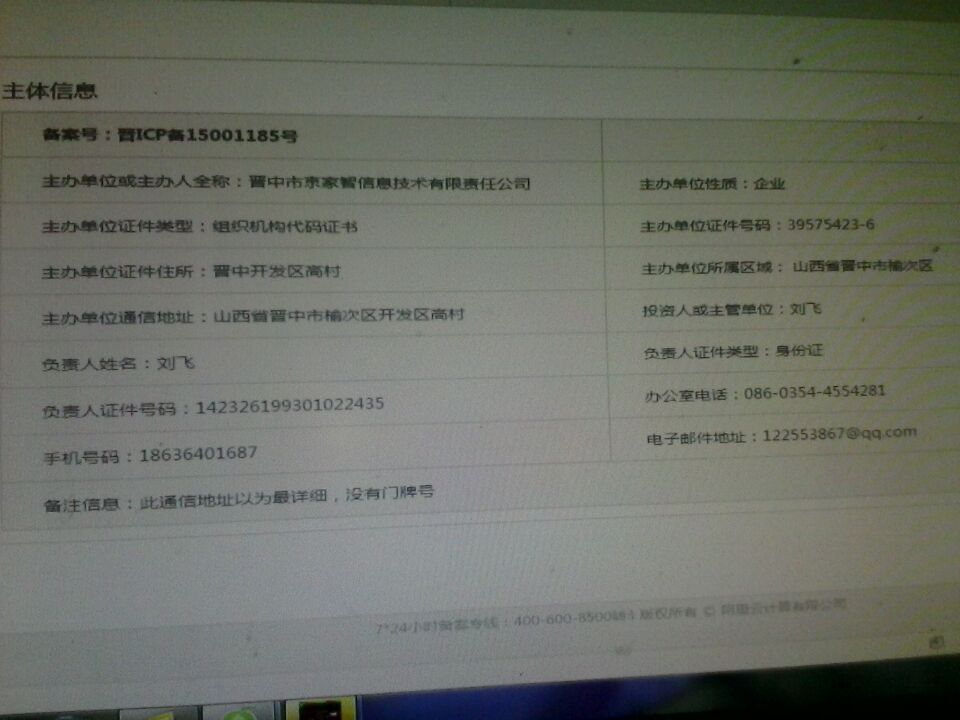 主体信息
备案号：晋ICP备15001185号
主办单位或主办人全称：晋中市京家智信息技术有限责任公司
主办单位性质：企业
主办单位证件类型：组织机构代码证书
主办单位证件号码：39575423-6
主办单位证件住所：晋中开发区高村
主办单位所属区域： 山西省晋中市榆次区
主办单位通信地址：山西省晋中市榆次区开发区高村
投资人或主管单位：刘飞
负责人姓名：刘飞
负责人证件类型：身份证
负责人证件号码：142326199301022435
办公室电话：086-0354-4554281
手机号码：18636401687
电子邮件地址：122553867@qq.com
备注信息：此通信地址以为最详细，没有门牌号
7*24小时备案专线：400-600-8500 版权所有 © 阿里云计算有限公司